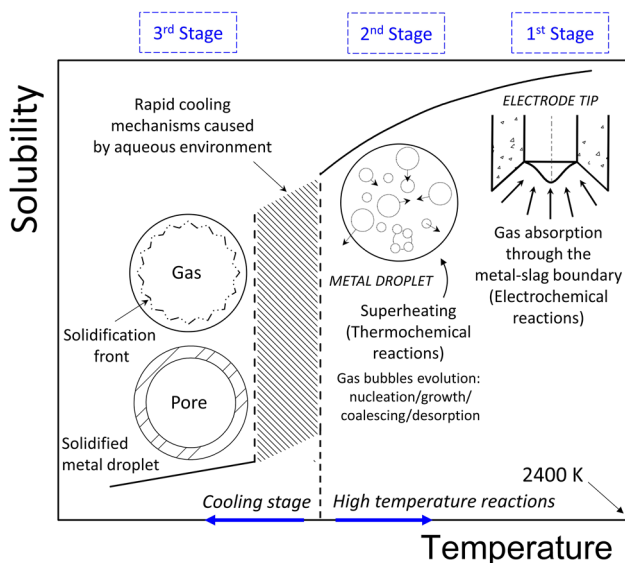 3rd Stage
2nd Stage
1st Stage
Solubility
Rapid cooling
mechanisms caused
by aqueous environment
ELECTRODE TIP
Gas
Solidification
front
METAL DROPLET
Superheating
(Thermochemical
reactions)
Gas bubbles evolution:
nucleation/growth/
coalescing/desorption
Gas absorption
through the
metal-slag boundary
(Electrochemical
reactions)
Pore
Solidified
metal droplet
2400 K
Cooling stage
High temperature reactions
Temperature